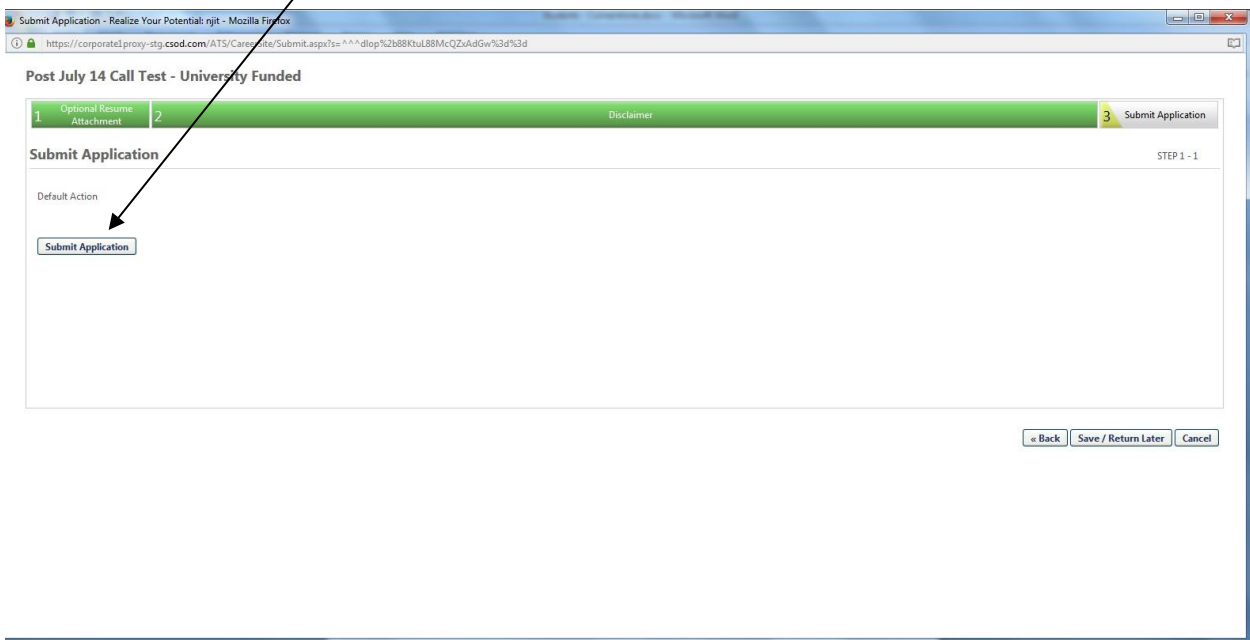 Submit Application - Realize Your Potential: njit - Mozilla Firefox
https://corporate1proxy-stg.csod.com/ATS/CareerSite/Submit.aspx?s=^^^dlop%2b88KtuL88McQZxAdGw%3d%3d
Post July 14 Call Test - University Funded
1 Optional Resume
Attachment
2 Disclaimer
3 Submit Application
Submit Application
STEP 1 - 1
Default Action
Submit Application
« Back Save / Return Later Cancel